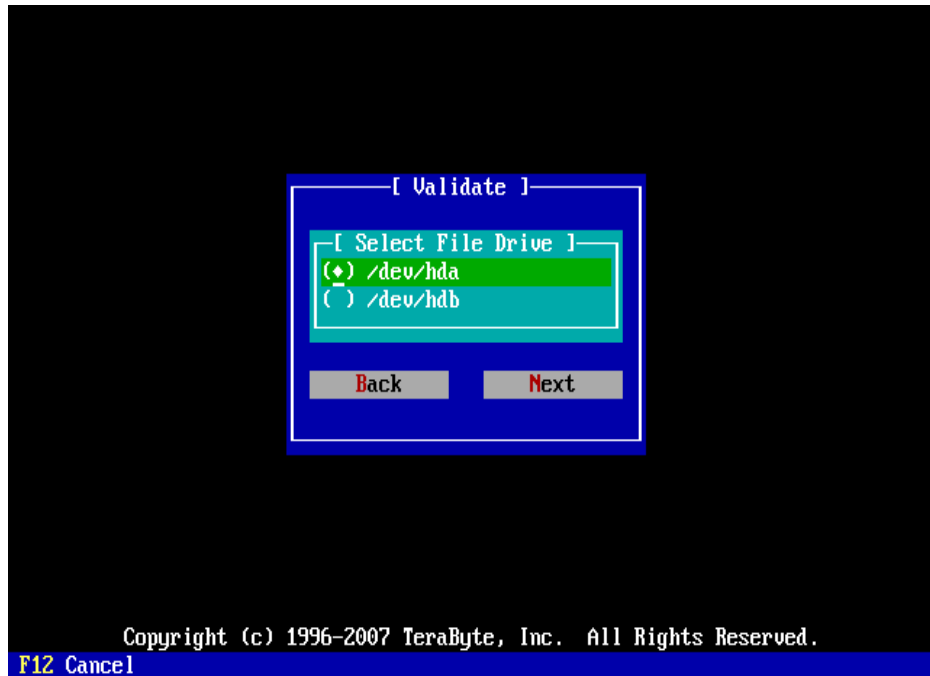 [ Validate ]
[ Select File Drive ]
(♦) /dev/hda
( ) /dev/hdb
Back Next
Copyright (c) 1996-2007 TeraByte, Inc. All Rights Reserved.
F12 Cancel